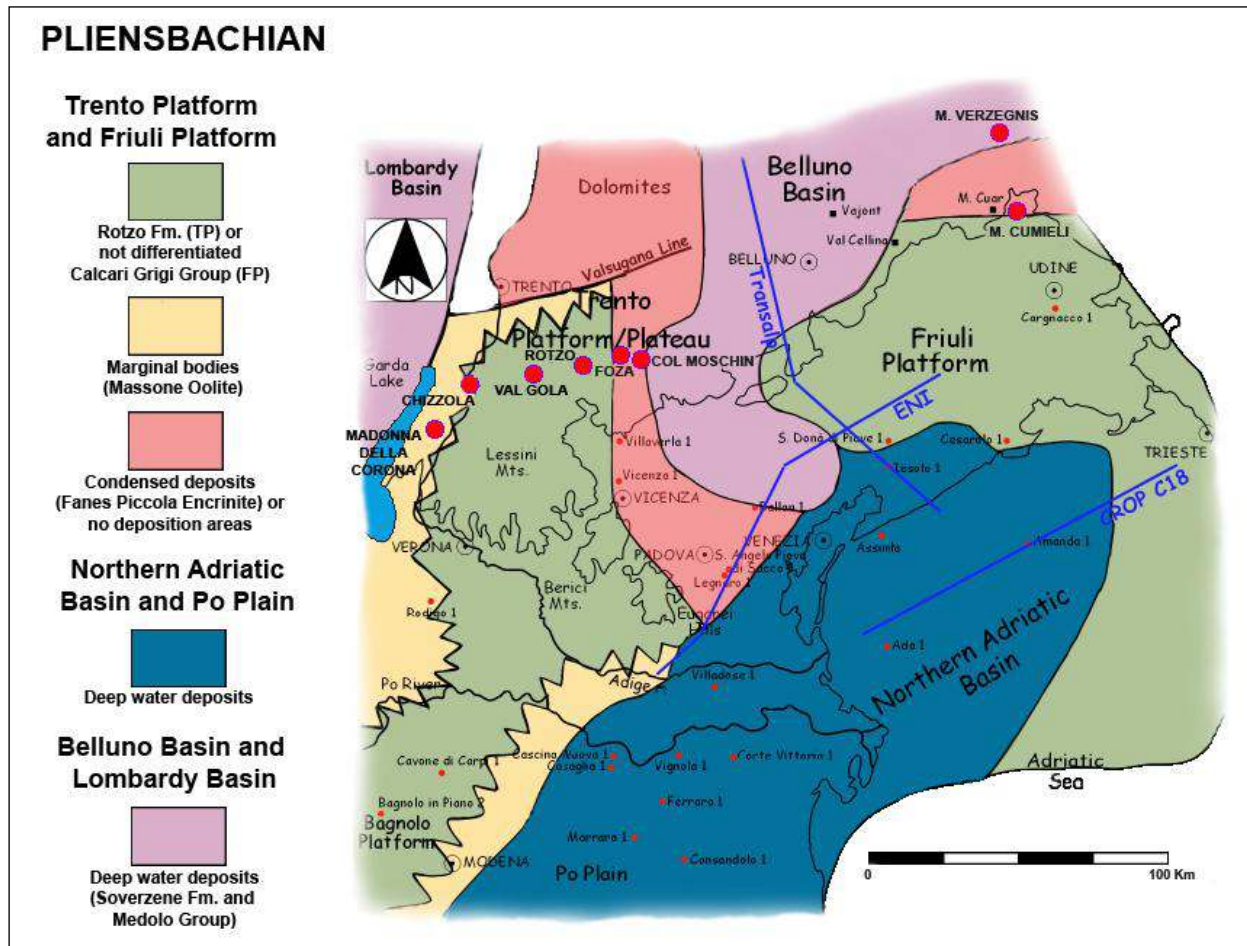 PLIENSBACHIAN
Trento Platform
and Friuli Platform
Rotzo Fm. (TP) or
not differentiated
Calcari Grigi Group (FP)
Marginal bodies
(Massone Oolite)
Condensed deposits
(Fanes Piccola Encrinite) or
no deposition areas
Northern Adriatic
Basin and Po Plain
Deep water deposits
Belluno Basin and
Lombardy Basin
Deep water deposits
(Soverzene Fm. and
Medolo Group)
M. VERZEGNIS
Lombardy
Basin
Dolomites
Belluno
Basin
M. Cuar
Vajont
M. CUMIELI
Val Cellina
N
Valsugana Line
BELLUNO
UDINE
TRENTO
Transalp
Trento
Platform/Plateau
Cargnacco 1
Friuli
Platform
ROTZO
FOZA
COL MOSCHIN
Garda
Lake
VAL GOLA
CHIZZOLA
ENI
MADONNA
DELLA
CORONA
Villaverla 1
S. Donà di Piave 1
Cesarolo 1
TRIESTE
Lessini
Mts.
Jesolo 1
Vicenza 1
VICENZA
CROP C18
Ballan 1
VERONA
PADOVA
VENEZIA
Assunta
Amanda 1
S. Angelo Piove
di Sacco
Legnaro 1
Berici
Mts.
Rodigo 1
Euganei
Hills
Ada 1
Northern Adriatic
Basin
Po River
Adige
Villadose 1
Cavone di Carpi 1
Cascina Nuova 1
Casaglia 1
Vignola 1
Corte Vittoria 1
Adriatic
Sea
Bagnolo in Piano 2
Bagnolo
Platform
Ferrara 1
Marrara 1
MODENA
Consandolo 1
Po Plain
0
100 Km